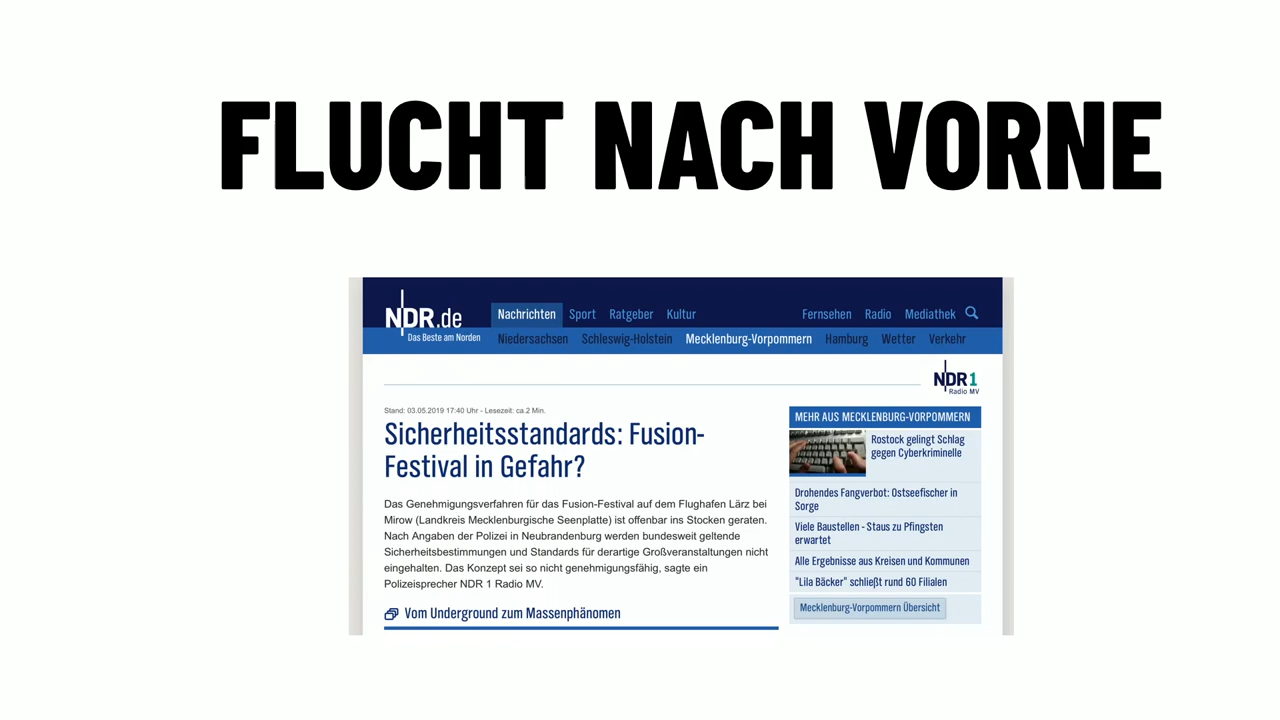 FLUCHT NACH VORNE
NDR.de
Das Beste am Norden
Nachrichten Sport Ratgeber Kultur Fernsehen Radio Mediathek
Niedersachsen Schleswig-Holstein Mecklenburg-Vorpommern Hamburg Wetter Verkehr
NDR 1
Radio MV
Stand: 03.05.2019 17:40 Uhr - Lesezeit: ca.2 Min.
Sicherheitsstandards: Fusion-
Festival in Gefahr?
Das Genehmigungsverfahren für das Fusion-Festival auf dem Flughafen Lärz bei
Mirow (Landkreis Mecklenburgische Seenplatte) ist offenbar ins Stocken geraten.
Nach Angaben der Polizei in Neubrandenburg werden bundesweit geltende
Sicherheitsbestimmungen und Standards für derartige Großveranstaltungen nicht
eingehalten. Das Konzept sei so nicht genehmigungsfähig, sagte ein
Polizeisprecher NDR 1 Radio MV.
Vom Underground zum Massenphänomen
MEHR AUS MECKLENBURG-VORPOMMERN
Rostock gelingt Schlag
gegen Cyberkriminelle
Drohendes Fangverbot: Ostseefischer in
Sorge
Viele Baustellen - Staus zu Pfingsten
erwartet
Alle Ergebnisse aus Kreisen und Kommunen
"Lila Bäcker" schließt rund 60 Filialen
Mecklenburg-Vorpommern Übersicht